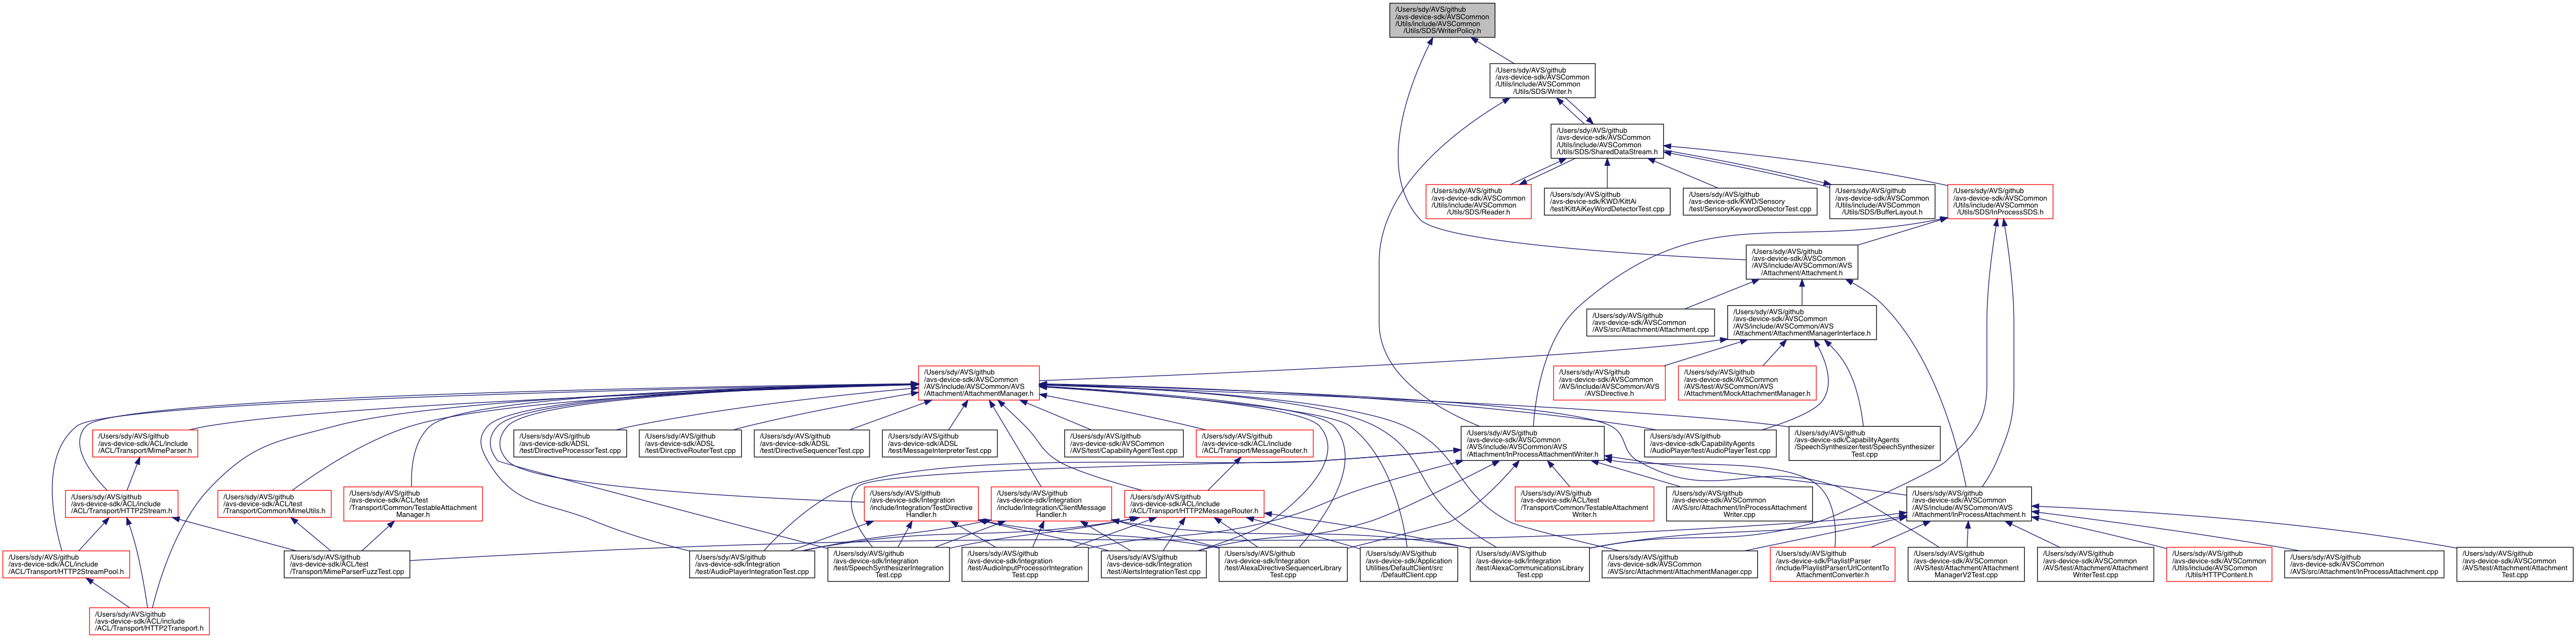 /Users/sdy/AVS/github
/avs-device-sdk/AVSCommon
/Utils/include/AVSCommon
/Utils/SDS/WriterPolicy.h
/Users/sdy/AVS/github
/avs-device-sdk/AVSCommon
/Utils/include/AVSCommon
/Utils/SDS/Writer.h
/Users/sdy/AVS/github
/avs-device-sdk/AVSCommon
/Utils/include/AVSCommon
/Utils/SDS/SharedDataStream.h
/Users/sdy/AVS/github
/avs-device-sdk/AVSCommon
/Utils/include/AVSCommon
/Utils/SDS/Reader.h
/Users/sdy/AVS/github
/avs-device-sdk/KWD/KittAi
/test/KittAiKeyWordDetectorTest.cpp
/Users/sdy/AVS/github
/avs-device-sdk/KWD/Sensory
/test/SensoryKeywordDetectorTest.cpp
/Users/sdy/AVS/github
/avs-device-sdk/AVSCommon
/Utils/include/AVSCommon
/Utils/SDS/BufferLayout.h
/Users/sdy/AVS/github
/avs-device-sdk/AVSCommon
/Utils/include/AVSCommon
/Utils/SDS/InProcessSDS.h
/Users/sdy/AVS/github
/avs-device-sdk/AVSCommon
/AVS/include/AVSCommon/AVS
/Attachment/Attachment.h
/Users/sdy/AVS/github
/avs-device-sdk/AVSCommon
/AVS/src/Attachment/Attachment.cpp
/Users/sdy/AVS/github
/avs-device-sdk/AVSCommon
/AVS/include/AVSCommon/AVS
/Attachment/AttachmentManagerInterface.h
/Users/sdy/AVS/github
/avs-device-sdk/AVSCommon
/AVS/include/AVSCommon/AVS
/Attachment/AttachmentManager.h
/Users/sdy/AVS/github
/avs-device-sdk/AVSCommon
/AVS/include/AVSCommon/AVS
/AVSDirective.h
/Users/sdy/AVS/github
/avs-device-sdk/AVSCommon
/AVS/test/AVSCommon/AVS
/Attachment/MockAttachmentManager.h
/Users/sdy/AVS/github
/avs-device-sdk/ACL/include
/ACL/Transport/MimeParser.h
/Users/sdy/AVS/github
/avs-device-sdk/ADSL
/test/DirectiveProcessorTest.cpp
/Users/sdy/AVS/github
/avs-device-sdk/ADSL
/test/DirectiveRouterTest.cpp
/Users/sdy/AVS/github
/avs-device-sdk/ADSL
/test/DirectiveSequencerTest.cpp
/Users/sdy/AVS/github
/avs-device-sdk/ADSL
/test/MessageInterpreterTest.cpp
/Users/sdy/AVS/github
/avs-device-sdk/AVSCommon
/AVS/test/CapabilityAgentTest.cpp
/Users/sdy/AVS/github
/avs-device-sdk/ACL/include
/ACL/Transport/MessageRouter.h
/Users/sdy/AVS/github
/avs-device-sdk/AVSCommon
/AVS/include/AVSCommon/AVS
/Attachment/InProcessAttachmentWriter.h
/Users/sdy/AVS/github
/avs-device-sdk/CapabilityAgents
/AudioPlayer/test/AudioPlayerTest.cpp
/Users/sdy/AVS/github
/avs-device-sdk/CapabilityAgents
/SpeechSynthesizer/test/SpeechSynthesizer
Test.cpp
/Users/sdy/AVS/github
/avs-device-sdk/ACL/include
/ACL/Transport/HTTP2Stream.h
/Users/sdy/AVS/github
/avs-device-sdk/ACL/test
/Transport/Common/MimeUtils.h
/Users/sdy/AVS/github
/avs-device-sdk/ACL/test
/Transport/Common/TestableAttachment
Manager.h
/Users/sdy/AVS/github
/avs-device-sdk/Integration
/include/Integration/TestDirective
Handler.h
/Users/sdy/AVS/github
/avs-device-sdk/Integration
/include/Integration/ClientMessage
Handler.h
/Users/sdy/AVS/github
/avs-device-sdk/ACL/include
/ACL/Transport/HTTP2MessageRouter.h
/Users/sdy/AVS/github
/avs-device-sdk/ACL/test
/Transport/Common/TestableAttachment
Writer.h
/Users/sdy/AVS/github
/avs-device-sdk/AVSCommon
/AVS/src/Attachment/InProcessAttachment
Writer.cpp
/Users/sdy/AVS/github
/avs-device-sdk/AVSCommon
/AVS/include/AVSCommon/AVS
/Attachment/InProcessAttachment.h
/Users/sdy/AVS/github
/avs-device-sdk/ACL/include
/ACL/Transport/HTTP2StreamPool.h
/Users/sdy/AVS/github
/avs-device-sdk/ACL/test
/Transport/MimeParserFuzzTest.cpp
/Users/sdy/AVS/github
/avs-device-sdk/Integration
/test/AudioPlayerIntegrationTest.cpp
/Users/sdy/AVS/github
/avs-device-sdk/Integration
/test/SpeechSynthesizerIntegration
Test.cpp
/Users/sdy/AVS/github
/avs-device-sdk/Integration
/test/AudioInputProcessorIntegration
Test.cpp
/Users/sdy/AVS/github
/avs-device-sdk/Integration
/test/AlertsIntegrationTest.cpp
/Users/sdy/AVS/github
/avs-device-sdk/Integration
/test/AlexaDirectiveSequencerLibrary
Test.cpp
/Users/sdy/AVS/github
/avs-device-sdk/Application
Utilities/DefaultClient/src
/DefaultClient.cpp
/Users/sdy/AVS/github
/avs-device-sdk/Integration
/test/AlexaCommunicationsLibrary
Test.cpp
/Users/sdy/AVS/github
/avs-device-sdk/AVSCommon
/AVS/src/Attachment/AttachmentManager.cpp
/Users/sdy/AVS/github
/avs-device-sdk/PlaylistParser
/include/PlaylistParser/UrlContentTo
AttachmentConverter.h
/Users/sdy/AVS/github
/avs-device-sdk/AVSCommon
/AVS/test/Attachment/Attachment
ManagerV2Test.cpp
/Users/sdy/AVS/github
/avs-device-sdk/AVSCommon
/AVS/test/Attachment/Attachment
WriterTest.cpp
/Users/sdy/AVS/github
/avs-device-sdk/AVSCommon
/Utils/include/AVSCommon
/Utils/HTTPContent.h
/Users/sdy/AVS/github
/avs-device-sdk/AVSCommon
/AVS/src/Attachment/InProcessAttachment.cpp
/Users/sdy/AVS/github
/avs-device-sdk/AVSCommon
/AVS/test/Attachment/Attachment
Test.cpp
/Users/sdy/AVS/github
/avs-device-sdk/ACL/include
/ACL/Transport/HTTP2Transport.h